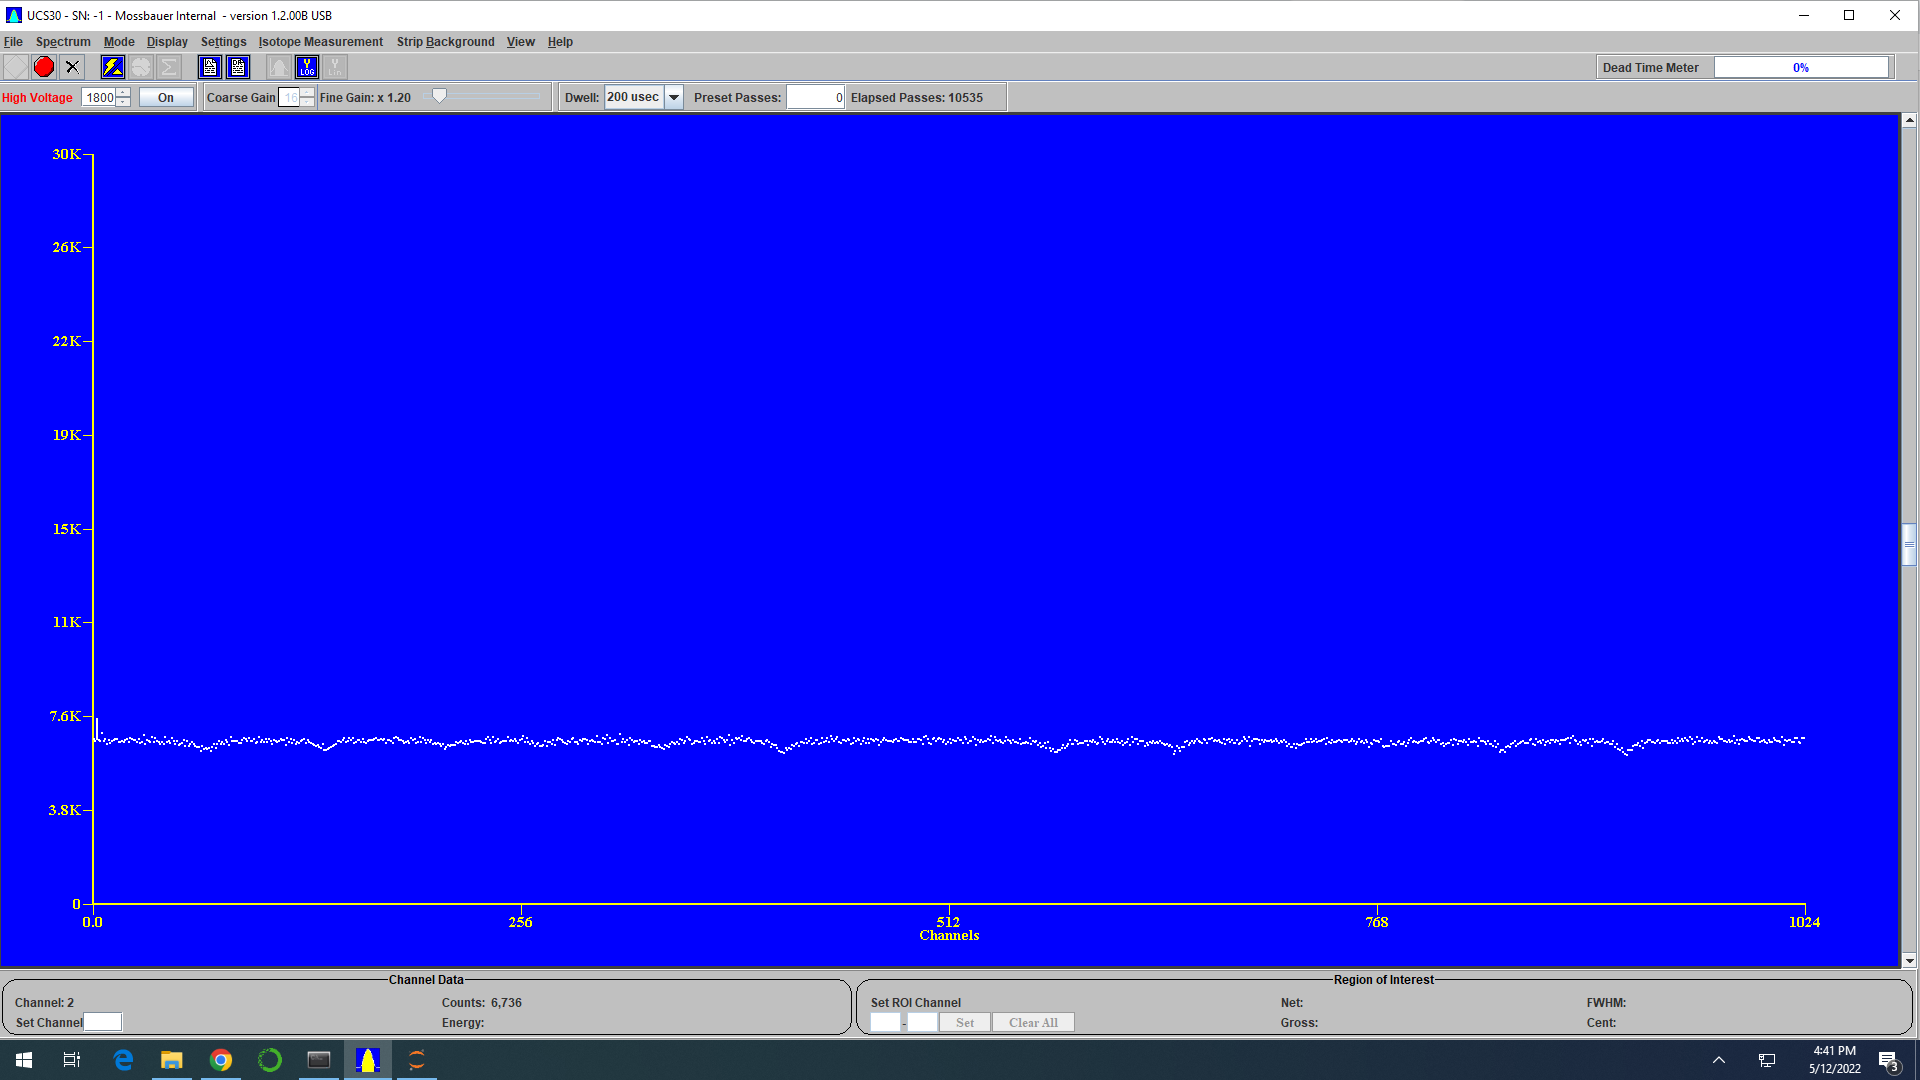 UCS30 - SN: -1 - Mossbauer Internal - version 1.2.00B USB
File Spectrum Mode Display Settings Isotope Measurement Strip Background View Help
Y LOG Y Lin Dead Time Meter 0%
High Voltage 1800 On Coarse Gain 16 Fine Gain: x 1.20 Dwell: 200 usec Preset Passes: 0 Elapsed Passes: 10535
30K
26K
22K
19K
15K
11K
7.6K
3.8K
0
0.0 256 512 768 1024
Channels
Channel Data Region of Interest
Channel: 2 Counts: 6,736 Set ROI Channel Net: FWHM:
Set Channel Energy: - Set Clear All Gross: Cent:
4:41 PM
5/12/2022
3